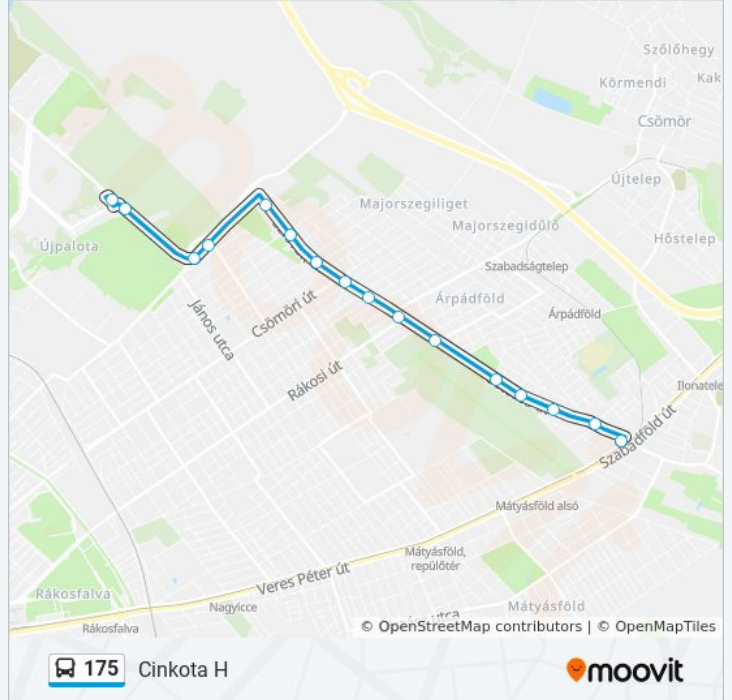 Szőlőhegy
Körmendi
Kak
Csömör
Újtelep
Majorszegiliget
Majorszegidűlő
Hőstelep
Újpalota
Szabadságtelep
Árpádföld
Árpádföld
János utca
Csömöri út
Rákosi út
Ilonatele
Szabadföld út
Mátyásföld alsó
Mátyásföld,
repülőtér
Veres Péter út
Rákosfalva
Nagyicce
Mátyásföld
utca
Rákosfalva
© OpenStreetMap contributors | © OpenMapTiles
175 Cinkota H
moovit